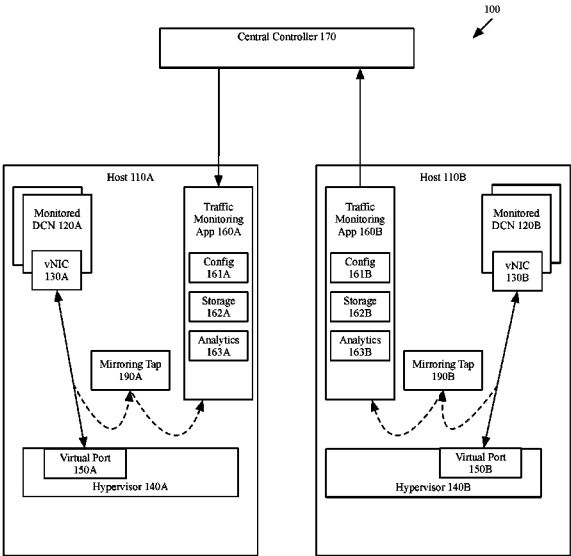 100
Central Controller 170
Host 110A
Monitored
DCN 120A
vNIC
130A
Traffic
Monitoring
App 160A
Config
161A
Storage
162A
Analytics
163A
Mirroring Tap
190A
Virtual Port
150A
Hypervisor 140A
Host 110B
Traffic
Monitoring
App 160B
Config
161B
Storage
162B
Analytics
163B
Monitored
DCN 120B
vNIC
130B
Mirroring Tap
190B
Virtual Port
150B
Hypervisor 140B